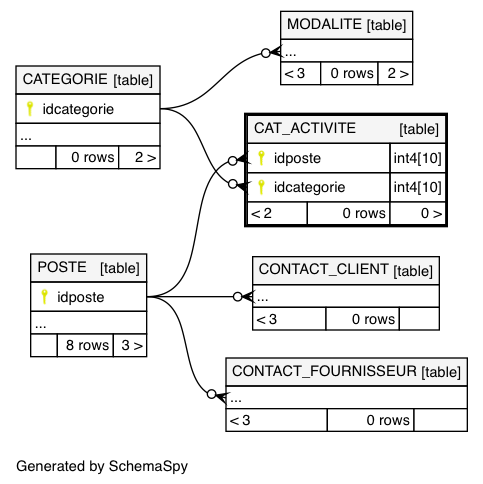 MODALITE [table]
...
< 3 0 rows 2 >
CATEGORIE [table]
idcategorie
...
0 rows 2 >
CAT_ACTIVITE [table]
idposte int4[10]
idcategorie int4[10]
< 2 0 rows 0 >
POSTE [table]
idposte
...
8 rows 3 >
CONTACT_CLIENT [table]
...
< 3 0 rows
CONTACT_FOURNISSEUR [table]
...
< 3 0 rows
Generated by SchemaSpy